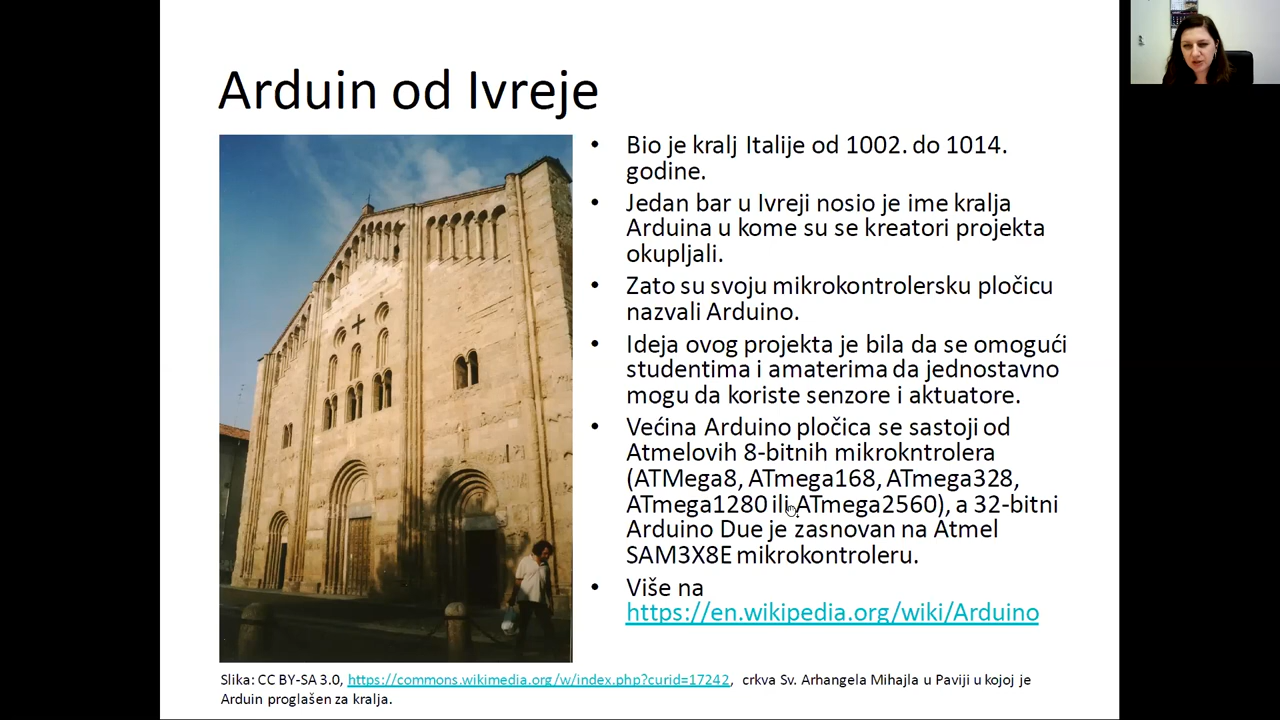 Arduin od Ivreje
• Bio je kralj Italije od 1002. do 1014.
godine.
• Jedan bar u Ivreji nosio je ime kralja
Arduina u kome su se kreatori projekta
okupljali.
• Zato su svoju mikrokontrolersku pločicu
nazvali Arduino.
• Ideja ovog projekta je bila da se omogući
studentima i amaterima da jednostavno
mogu da koriste senzore i aktuatore.
• Većina Arduino pločica se sastoji od
Atmelovih 8-bitnih mikrokntrolera
(ATMega8, ATmega168, ATmega328,
ATmega1280 ili ATmega2560), a 32-bitni
Arduino Due je zasnovan na Atmel
SAM3X8E mikrokontroleru.
• Više na
https://en.wikipedia.org/wiki/Arduino
Slika: CC BY-SA 3.0, https://commons.wikimedia.org/w/index.php?curid=17242, crkva Sv. Arhangela Mihajla u Paviji u kojoj je
Arduin proglašen za kralja.